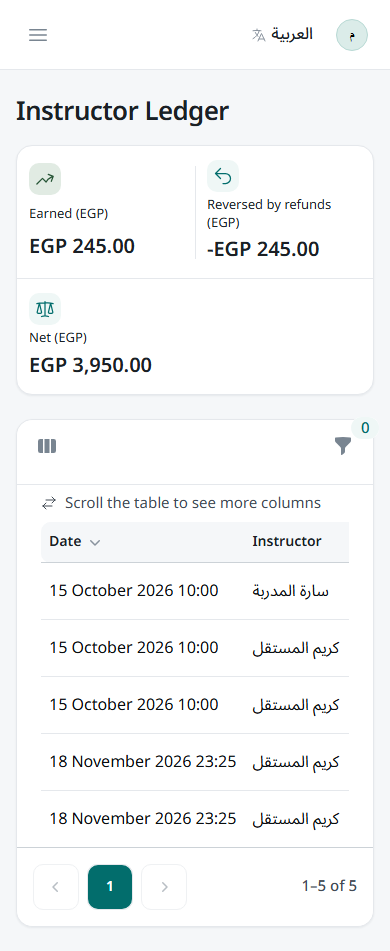 العربية
م
Instructor Ledger
Earned (EGP)
EGP 245.00
Reversed by refunds
(EGP)
-EGP 245.00
Net (EGP)
EGP 3,950.00
0
Scroll the table to see more columns
Date Instructor
15 October 2026 10:00 سارة المدربة
15 October 2026 10:00 كريم المستقل
15 October 2026 10:00 كريم المستقل
18 November 2026 23:25 كريم المستقل
18 November 2026 23:25 كريم المستقل
1
1–5 of 5